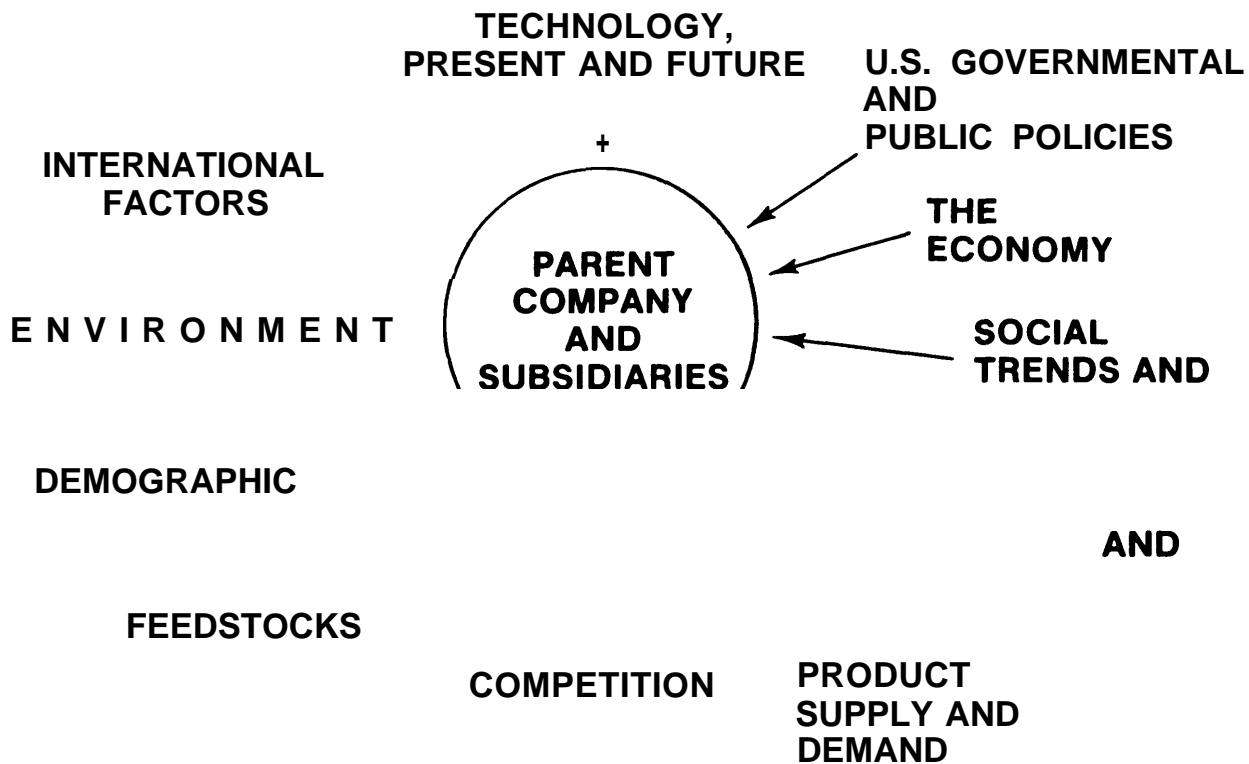 TECHNOLOGY,
PRESENT AND FUTURE
U.S. GOVERNMENTAL
AND
PUBLIC POLICIES
INTERNATIONAL
FACTORS
THE
ECONOMY
PARENT
COMPANY
AND
SUBSIDIARIES
ENVIRONMENT
SOCIAL
TRENDS AND
DEMOGRAPHIC
AND
FEEDSTOCKS
COMPETITION
PRODUCT
SUPPLY AND
DEMAND